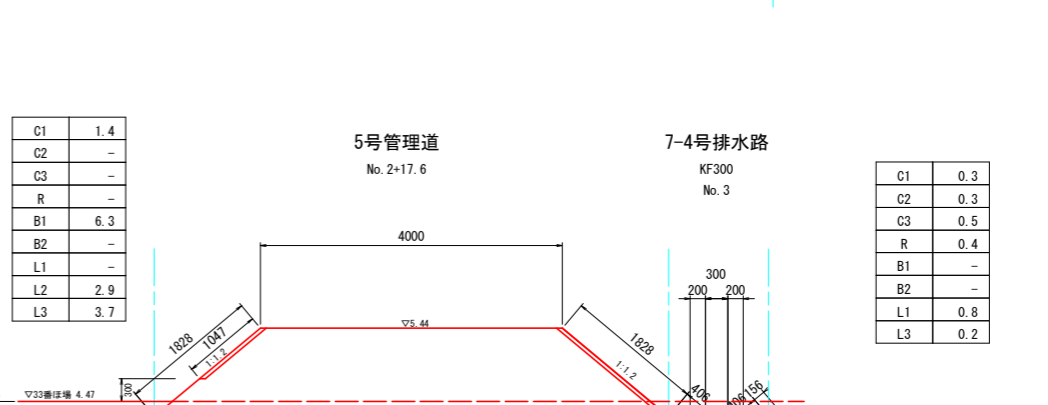 C1 1.4
C2 -
C3 -
R -
B1 6.3
B2 -
L1 -
L2 2.9
L3 3.7
5号管理道
No.2+17.6
7-4号排水路
KF300
No.3
C1 0.3
C2 0.3
C3 0.5
R 0.4
B1 -
B2 -
L1 0.8
L3 0.2
4000
300
200 200
▽5.44
1828
1047
1:1.2
1828
1:1.2
300
▽33番ほ場 4.47
406
156